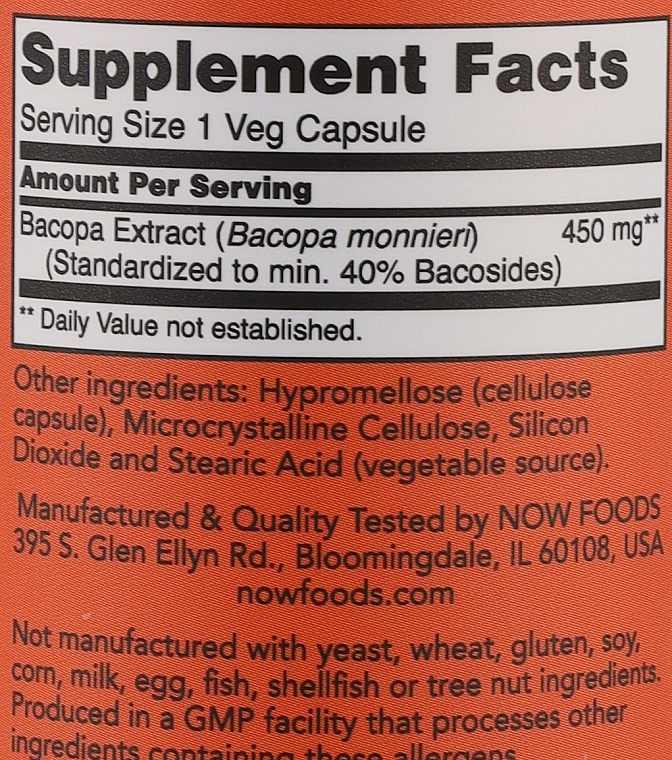 Supplement Facts
Serving Size 1 Veg Capsule
Amount Per Serving
Bacopa Extract (Bacopa monnieri) 450 mg**
(Standardized to min. 40% Bacosides)
** Daily Value not established.
Other ingredients: Hypromellose (cellulose
capsule), Microcrystalline Cellulose, Silicon
Dioxide and Stearic Acid (vegetable source).
Manufactured & Quality Tested by NOW FOODS
395 S. Glen Ellyn Rd., Bloomingdale, IL 60108, USA
nowfoods.com
Not manufactured with yeast, wheat, gluten, soy,
corn, milk, egg, fish, shellfish or tree nut ingredients.
Produced in a GMP facility that processes other
ingredients containing these allergens